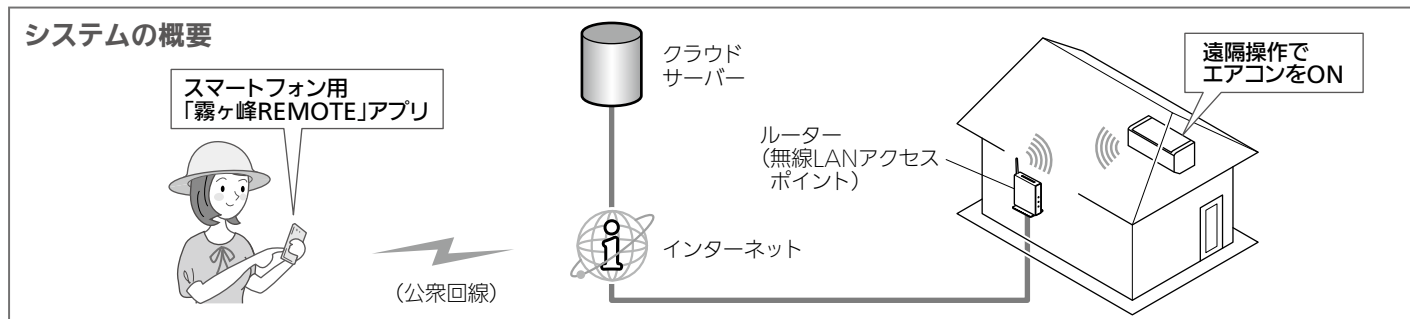 システムの概要
スマートフォン用
「霧ヶ峰REMOTE」アプリ
(公衆回線)
クラウド
サーバー
インターネット
ルーター
(無線LANアクセス
ポイント)
遠隔操作で
エアコンをON